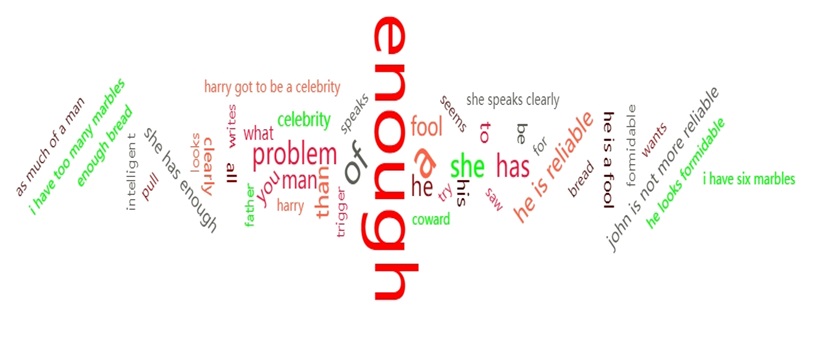 as much of a man
i have too many marbles
enough bread
intelligent
pull
she has enough
looks
clearly
writes
all
harry got to be a celebrity
what
celebrity
problem
father
you
man
harry
than
trigger
speaks
of
enough
fool
a
he
coward
seems
she speaks clearly
to
she
has
try
his
saw
be
for
he is reliable
bread
he is a fool
formidable
wants
john is not more reliable
he looks formidable
i have six marbles